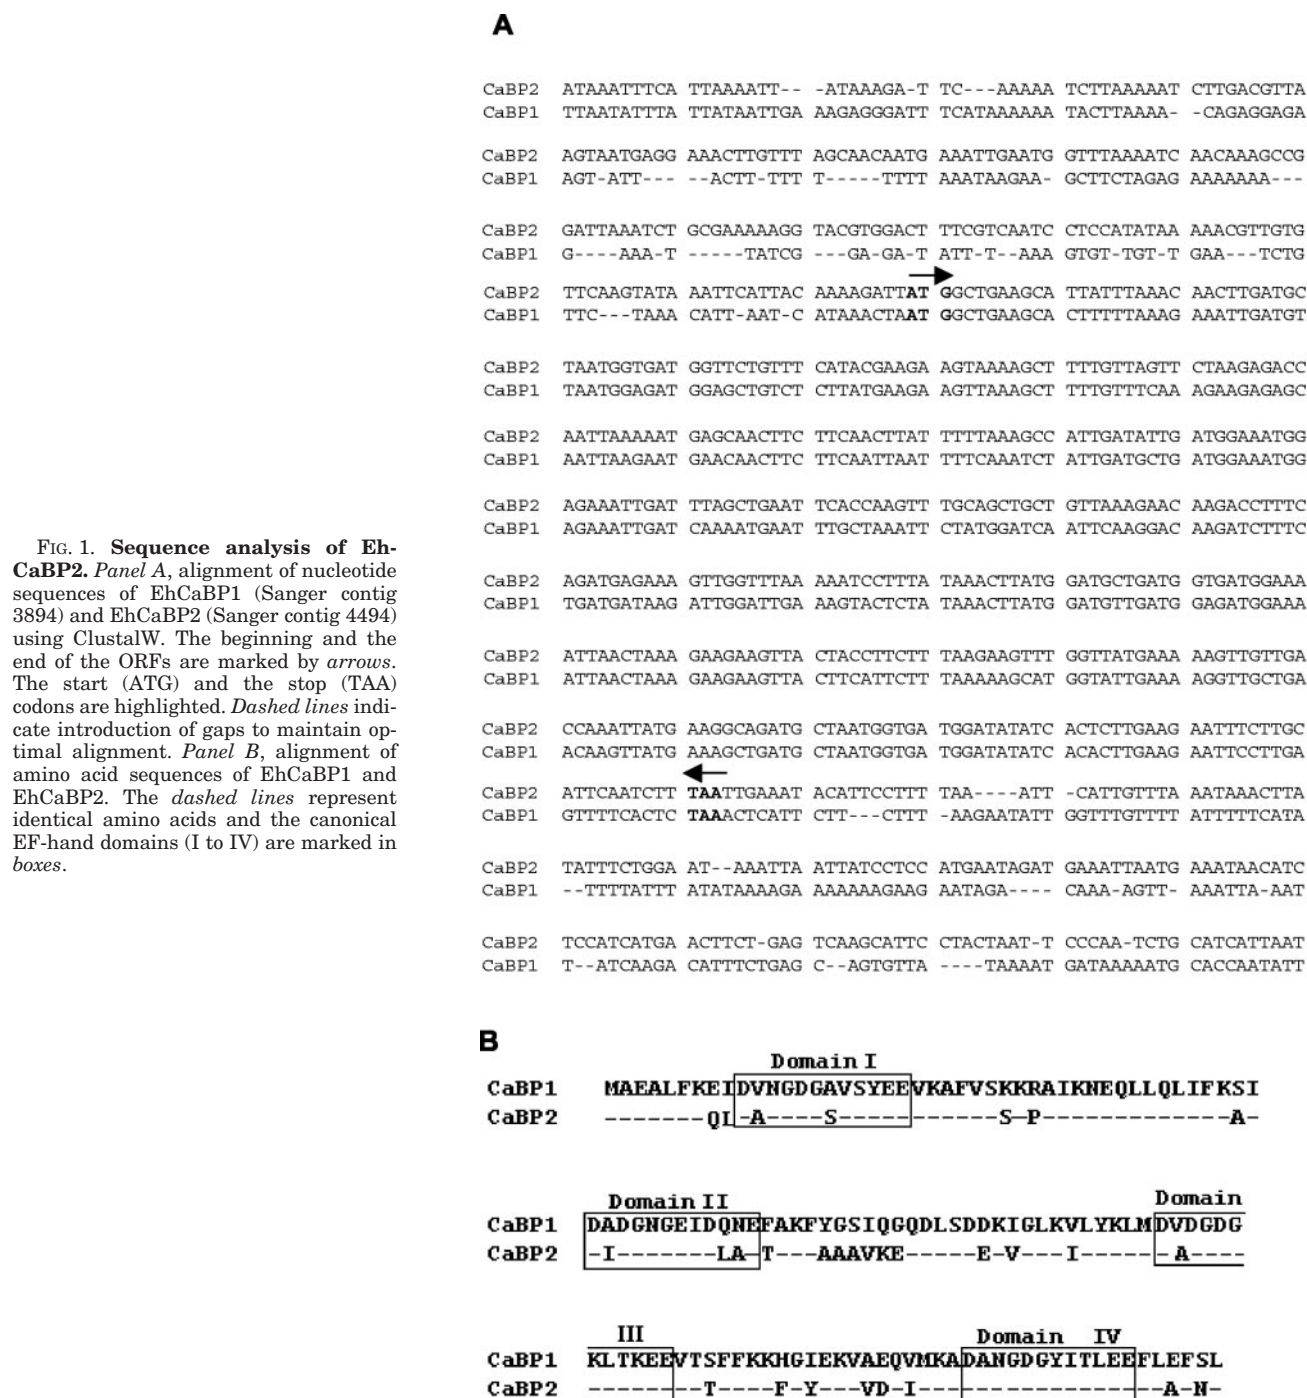 A
CaBP2 ATAAATTTCA TTAAAATT-- -ATAAAGA-T TC---AAAAA TCTTAAAAAT CTTGACGTTA
CaBP1 TTAATATTTA TTATAATTGA AAGAGGGATT TCATAAAAAA TACTTAAAA- -CAGAGGAGA
CaBP2 AGTAATGAGG AAACTTGTTT AGCAACAATG AAATTGAATG GTTTAAAATC AACAAAGCCG
CaBP1 AGT-ATT--- --ACTT-TTT T-----TTTT AAATAAGAA- GCTTCTAGAG AAAAAAA---
CaBP2 GATTAAATCT GCGAAAAAGG TACGTGGACT TTCGTCAATC CTCCATATAA AAACGTTGTG
CaBP1 G----AAA-T -----TATCG ---GA-GA-T ATT-T--AAA GTGT-TGT-T GAA---TCTG
CaBP2 TTCAAGTATA AATTCATTAC AAAAGATTAT GGCTGAAGCA TTATTTAAAC AACTTGATGC
CaBP1 TTC---TAAA CATT-AAT-C ATAAACTAAT GGCTGAAGCA CTTTTTAAAG AAATTGATGT
CaBP2 TAATGGTGAT GGTTCTGTTT CATACGAAGA AGTAAAAGCT TTTGTTAGTT CTAAGAGACC
CaBP1 TAATGGAGAT GGAGCTGTCT CTTATGAAGA AGTTAAAGCT TTTGTTTCAA AGAAGAGAGC
CaBP2 AATTAAAAAT GAGCAACTTC TTCAACTTAT TTTTAAAGCC ATTGATATTG ATGGAAATGG
CaBP1 AATTAAGAAT GAACAACTTC TTCAATTAAT TTTCAAATCT ATTGATGCTG ATGGAAATGG
CaBP2 AGAAATTGAT TTAGCTGAAT TCACCAAGTT TGCAGCTGCT GTTAAAGAAC AAGACCTTTC
CaBP1 AGAAATTGAT CAAAATGAAT TTGCTAAATT CTATGGATCA ATTCAAGGAC AAGATCTTTC
CaBP2 AGATGAGAAA GTTGGTTTAA AAATCCTTTA TAAACTTATG GATGCTGATG GTGATGGAAA
CaBP1 TGATGATAAG ATTGGATTGA AAGTACTCTA TAAACTTATG GATGTTGATG GAGATGGAAA
CaBP2 ATTAACTAAA GAAGAAGTTA CTACCTTCTT TAAGAAGTTT GGTTATGAAA AAGTTGTTGA
CaBP1 ATTAACTAAA GAAGAAGTTA CTTCATTCTT TAAAAAGCAT GGTATTGAAA AGGTTGCTGA
CaBP2 CCAAATTATG AAGGCAGATG CTAATGGTGA TGGATATATC ACTCTTGAAG AATTTCTTGC
CaBP1 ACAAGTTATG AAAGCTGATG CTAATGGTGA TGGATATATC ACACTTGAAG AATTCCTTGA
CaBP2 ATTCAATCTT TAATTGAAAT ACATTCCTTT TAA----ATT -CATTGTTTA AATAAACTTA
CaBP1 GTTTTCACTC TAAACTCATT CTT---CTTT -AAGAATATT GGTTTGTTTT ATTTTTCATA
CaBP2 TATTTCTGGA AT--AAATTA ATTATCCTCC ATGAATAGAT GAAATTAATG AAATAACATC
CaBP1 --TTTTATTT ATATAAAAGA AAAAAAGAAG AATAGA---- CAAA-AGTT- AAATTA-AAT
CaBP2 TCCATCATGA ACTTCT-GAG TCAAGCATTC CTACTAAT-T CCCAA-TCTG CATCATTAAT
CaBP1 T--ATCAAGA CATTTCTGAG C--AGTGTTA ----TAAAAT GATAAAAATG CACCAATATT
FIG. 1. Sequence analysis of Eh-
CaBP2. Panel A, alignment of nucleotide
sequences of EhCaBP1 (Sanger contig
3894) and EhCaBP2 (Sanger contig 4494)
using ClustalW. The beginning and the
end of the ORFs are marked by arrows.
The start (ATG) and the stop (TAA)
codons are highlighted. Dashed lines indi-
cate introduction of gaps to maintain op-
timal alignment. Panel B, alignment of
amino acid sequences of EhCaBP1 and
EhCaBP2. The dashed lines represent
identical amino acids and the canonical
EF-hand domains (I to IV) are marked in
boxes.
B
Domain I
CaBP1 MAEALFKEIDVNGDGAVSYEEVKAFVSKKRAIKNEQLLQLIFKSI
CaBP2 -------QL-A----S-----------S-P-------------A-
Domain II Domain
CaBP1 DADGNGEIDQNEFAKFYGSIQGQDLSDDKIGLKVLYKLMDVDGDG
CaBP2 -I-------LA-T---AAAVKE-----E-V---I------A----
III Domain IV
CaBP1 KLTKEEVTSFFKKHGIEKVAEQVMKADANGDGYITLEEFLEFSL
CaBP2 --------T----F-Y---VD-I-----------------A-N-